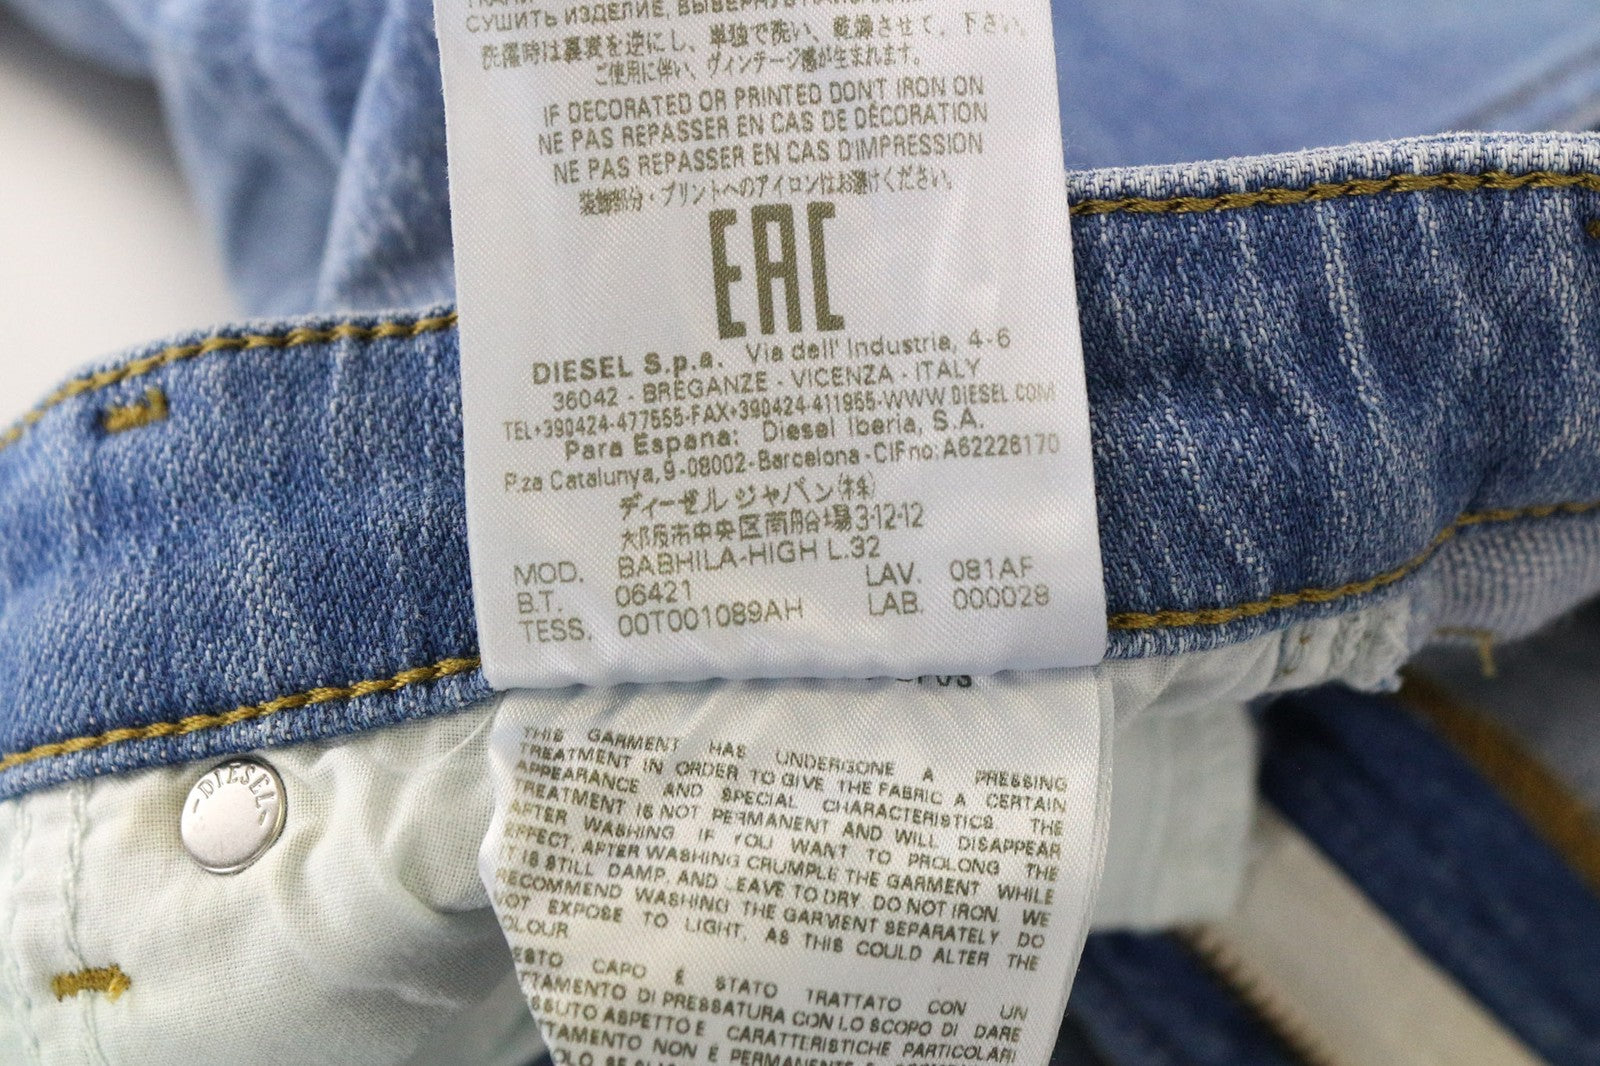 СУШИТЬ ИЗДЕЛИЕ, ВЫВЕРНУВ
洗濯時は裏表を逆にし、単独で洗い、乾燥させて、下さい。
ご使用に伴い、ヴィンテージ感が生まれます。
IF DECORATED OR PRINTED DON'T IRON ON
NE PAS REPASSER EN CAS DE DÉCORATION
NE PAS REPASSER EN CAS D'IMPRESSION
装飾部分・プリントへのアイロンはお避けください。
EAC
DIESEL S.p.a. Via dell' Industria, 4-6
36042 - BREGANZE - VICENZA - ITALY
TEL+390424-477555-FAX+390424-411955-WWW.DIESEL.COM
Para Espana: Diesel Iberia, S.A.
P.za Catalunya, 9-08002-Barcelona-CIF no: A62226170
ディーゼルジャパン(株)
大阪市中央区南船場3-12-12
MOD. BABHILA-HIGH L.32
B.T. 06421 LAV. 081AF
TESS. 00T001089AH LAB. 000028
THIS GARMENT HAS UNDERGONE A PRESSING
TREATMENT IN ORDER TO GIVE THE FABRIC A CERTAIN
APPEARANCE AND SPECIAL CHARACTERISTICS. THE
TREATMENT IS NOT PERMANENT AND WILL DISAPPEAR
AFTER WASHING. IF YOU WANT TO PROLONG THE
EFFECT, AFTER WASHING CRUMPLE THE GARMENT WHILE
IT IS STILL DAMP, AND LEAVE TO DRY. DO NOT IRON. WE
RECOMMEND WASHING THE GARMENT SEPARATELY DO
NOT EXPOSE TO LIGHT, AS THIS COULD ALTER THE
OLOUR
ESTO CAPO È STATO TRATTATO CON UN
TTAMENTO DI PRESSATURA CON LO SCOPO DI DARE
SSUTO ASPETTO E CARATTERISTICHE PARTICOLARI
TTAMENTO NON È PERMANENTE
DIESEL